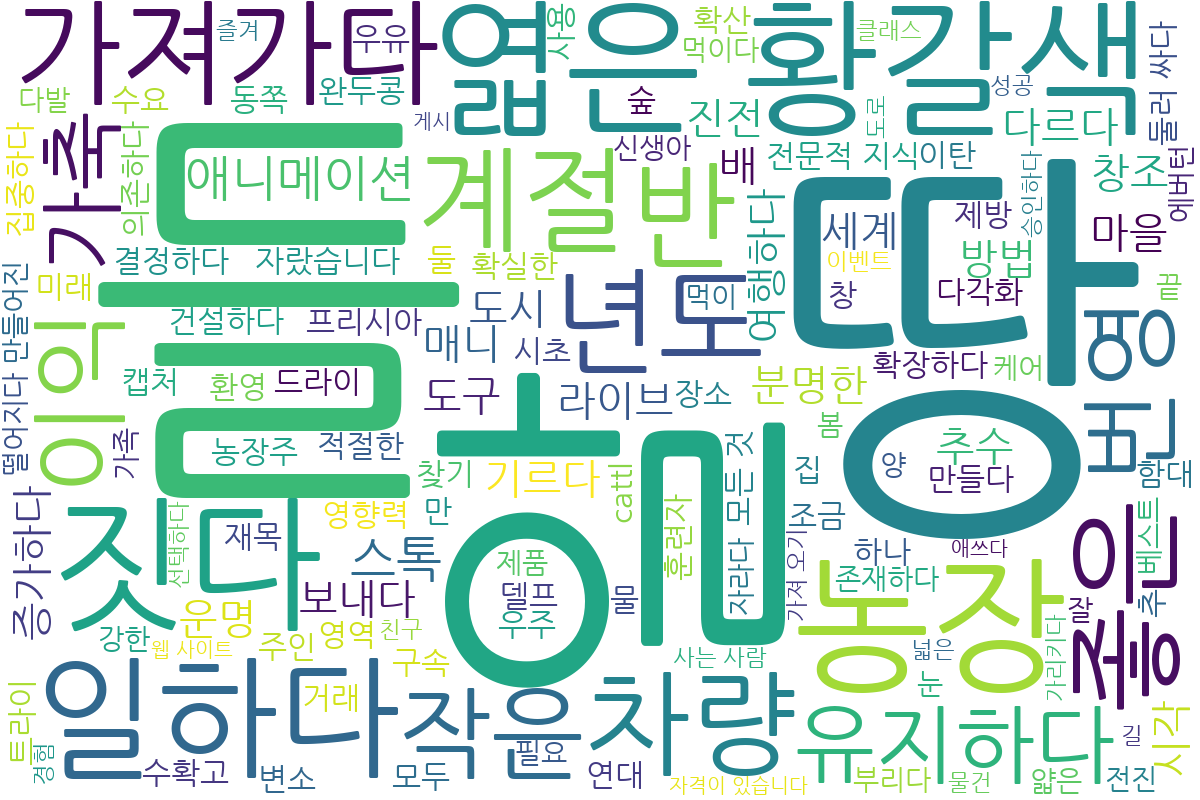 가져가다
즐겨
우유
엷은 황갈색
사용
확산
먹이다
클래스
성공
둘러 싸다
다발
수요
동쪽
완두콩
게시
숲
진전
도로
다르다
집중하다
가축
의존하다
들
애니메이션
계절
반
신생아
배
전문적 지식
이탄
땅
승인하다
창조
에버턴
세계
제방
마을
여행하다
결정하다
자랐습니다
둘
확실한
방법
이벤트
미래
년도
먹이
창
다각화
끝
떨어지다
만들어진
이익
건설하다
프리시아
도시
매니
시초
번영
캡처
환영
드라이
도구
라이브
장소
분명한
확장하다
케어
힘
가족
농장주
적절한
봄
추수
양
만들다
함대
찾기
기르다
cattl
자라다
모든 것
집
증가하다
짓다
선택하다
재목
영향력
만
스톡
훈련자
조금
가져 오기
하나
애쓰다
존재하다
베스트
좋은
제품
델프
우주
물
농장
잘
추
강한
운명
보내다
주인
영역
친구
웹 사이트
구속
사는 사람
넓은
눈
가리키다
트라이
경험
일하다
거래
작은
차량
유지하다
시각
수확고
변소
모두
필요
연대
자격이 있습니다
부리다
물건
얇은
전진
길